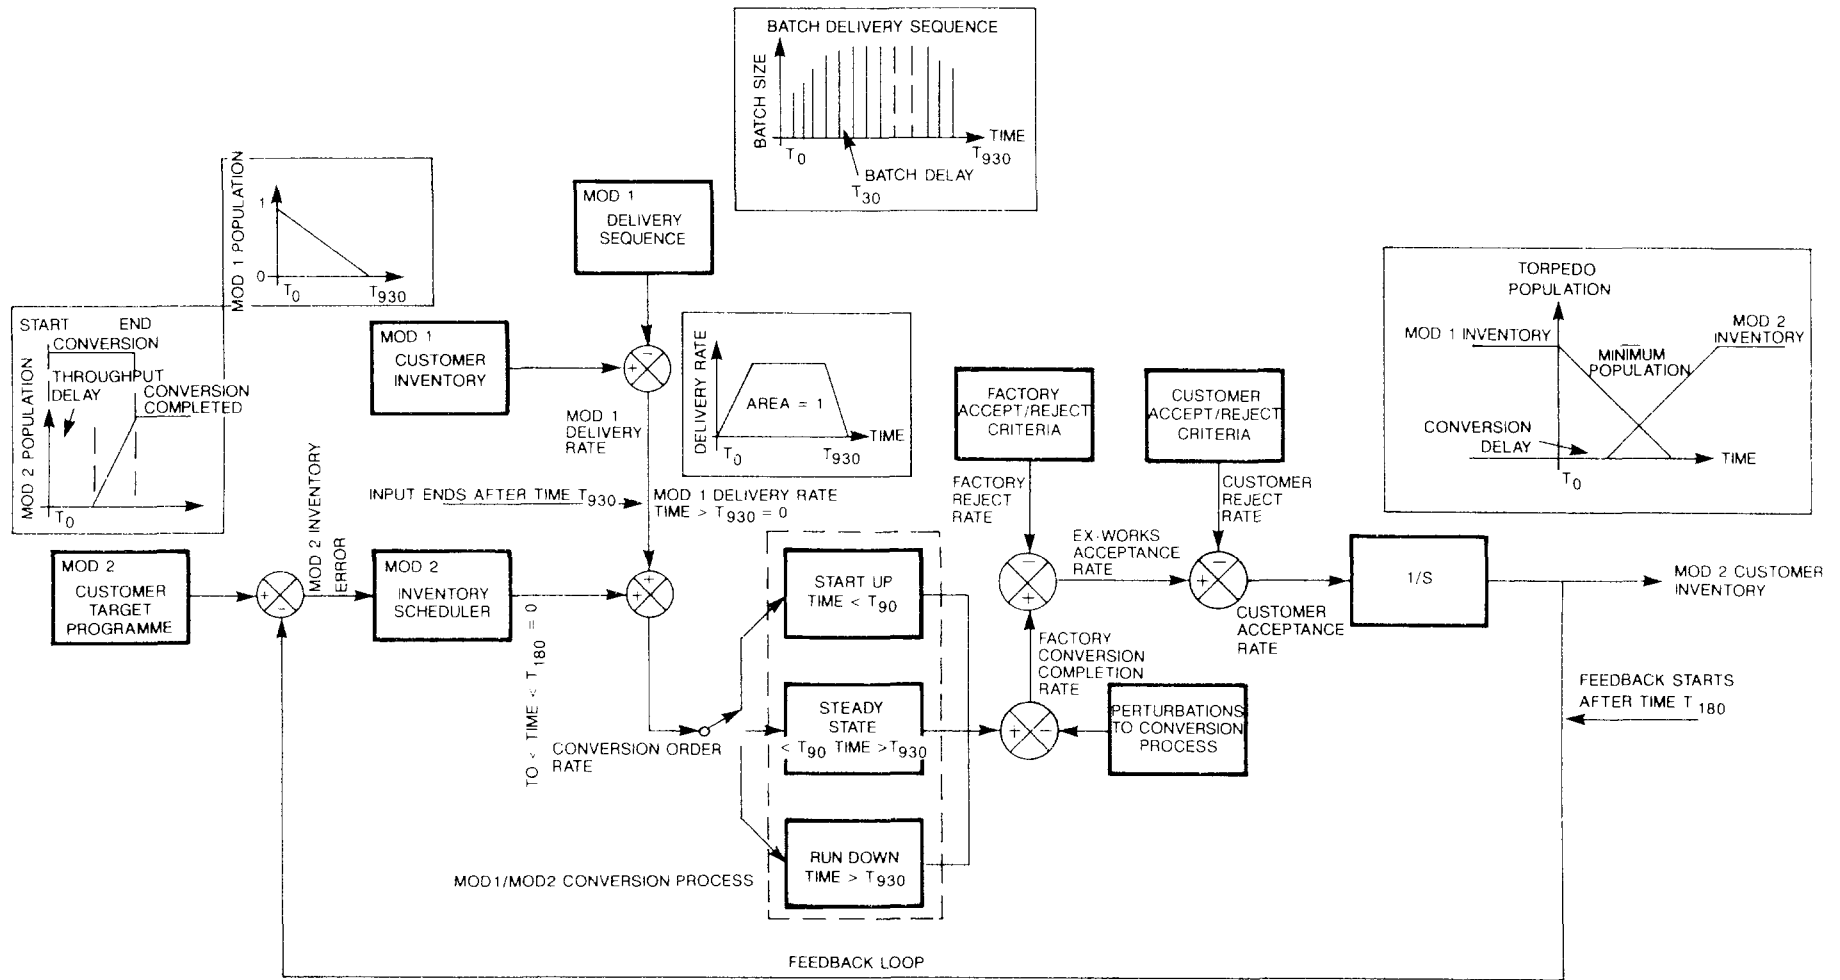 BATCH DELIVERY SEQUENCE
BATCH SIZE
TIME
T0
T930
BATCH DELAY
T30
MOD 1 POPULATION
1
0
T0
T930
MOD 1
DELIVERY
SEQUENCE
START END
CONVERSION
THROUGHPUT
DELAY
CONVERSION
COMPLETED
MOD 2 POPULATION
T0
MOD 1
CUSTOMER
INVENTORY
+
-
MOD 1
DELIVERY
RATE
DELIVERY RATE
AREA = 1
TIME
T0
T930
TORPEDO
POPULATION
MOD 1 INVENTORY
MOD 2
INVENTORY
MINIMUM
POPULATION
CONVERSION
DELAY
TIME
T0
FACTORY
ACCEPT/REJECT
CRITERIA
CUSTOMER
ACCEPT/REJECT
CRITERIA
FACTORY
REJECT
RATE
CUSTOMER
REJECT
RATE
INPUT ENDS AFTER TIME T930
MOD 1 DELIVERY RATE
TIME > T930 = 0
MOD 2
CUSTOMER
TARGET
PROGRAMME
+
-
MOD 2 INVENTORY
ERROR
MOD 2
INVENTORY
SCHEDULER
+
+
TO < TIME < T180 = 0
START UP
TIME < T90
-
+
EX-WORKS
ACCEPTANCE
RATE
-
+
CUSTOMER
ACCEPTANCE
RATE
1/S
MOD 2 CUSTOMER
INVENTORY
FACTORY
CONVERSION
COMPLETION
RATE
CONVERSION ORDER
RATE
STEADY
STATE
< T90 TIME >T930
+
-
PERTURBATIONS
TO CONVERSION
PROCESS
FEEDBACK STARTS
AFTER TIME T 180
RUN DOWN
TIME > T930
MOD1/MOD2 CONVERSION PROCESS
FEEDBACK LOOP